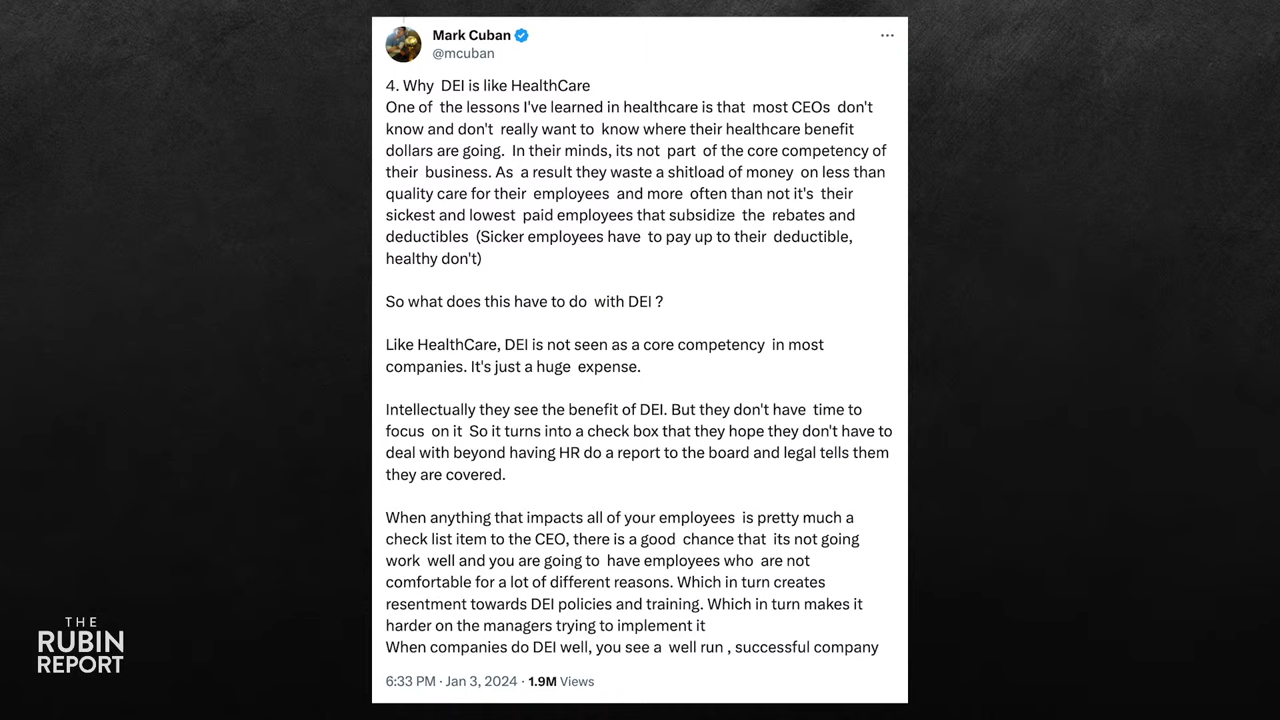 Mark Cuban
@mcuban
4. Why DEI is like HealthCare
One of the lessons I've learned in healthcare is that most CEOs don't
know and don't really want to know where their healthcare benefit
dollars are going. In their minds, its not part of the core competency of
their business. As a result they waste a shitload of money on less than
quality care for their employees and more often than not it's their
sickest and lowest paid employees that subsidize the rebates and
deductibles (Sicker employees have to pay up to their deductible,
healthy don't)
So what does this have to do with DEI ?
Like HealthCare, DEI is not seen as a core competency in most
companies. It's just a huge expense.
Intellectually they see the benefit of DEI. But they don't have time to
focus on it So it turns into a check box that they hope they don't have to
deal with beyond having HR do a report to the board and legal tells them
they are covered.
When anything that impacts all of your employees is pretty much a
check list item to the CEO, there is a good chance that its not going
work well and you are going to have employees who are not
comfortable for a lot of different reasons. Which in turn creates
resentment towards DEI policies and training. Which in turn makes it
harder on the managers trying to implement it
When companies do DEI well, you see a well run , successful company
6:33 PM · Jan 3, 2024 · 1.9M Views
THE
RUBIN
REPORT